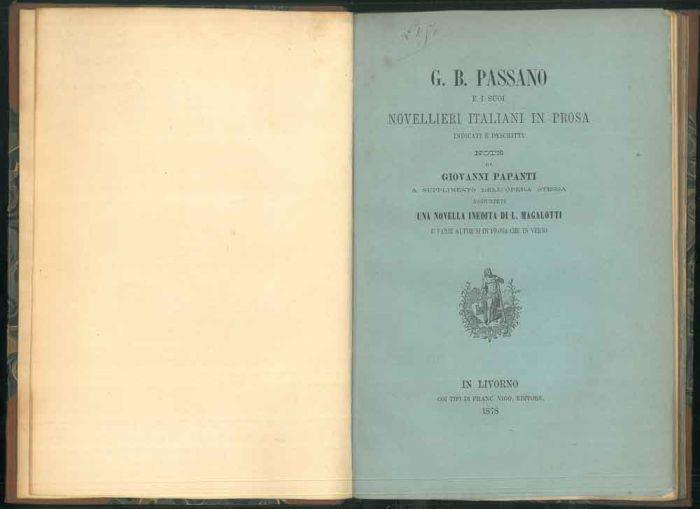 G. B. PASSANO
E I SUOI
NOVELLIERI ITALIANI IN PROSA
INDICATI E DESCRITTI
NOTE
DI
GIOVANNI PAPANTI
A SUPPLIMENTO DELL'OPERA STESSA
AGGIUNTEVI
UNA NOVELLA INEDITA DI L. MAGALOTTI
E VARIE ALTRE SI IN PROSA CHE IN VERSO
IN LIVORNO
COI TIPI DI FRANC. VIGO, EDITORE.
1878